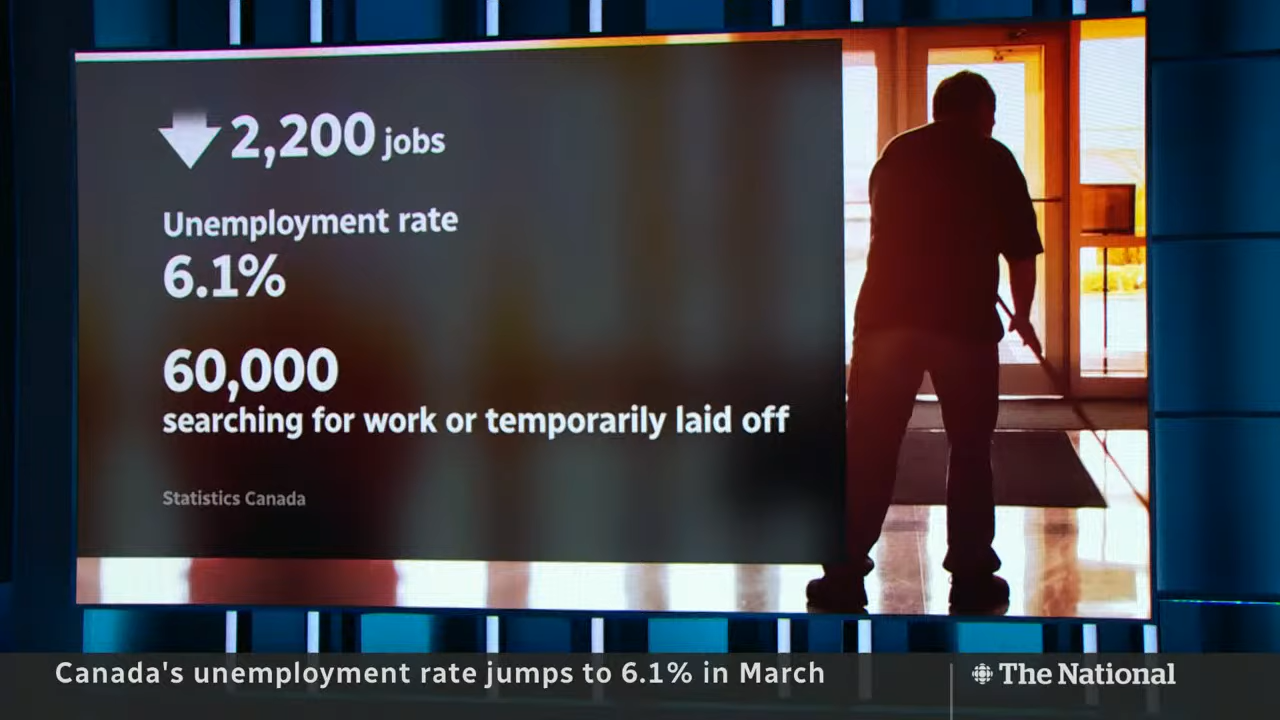 2,200 jobs
Unemployment rate
6.1%
60,000
searching for work or temporarily laid off
Statistics Canada
Canada's unemployment rate jumps to 6.1% in March
The National